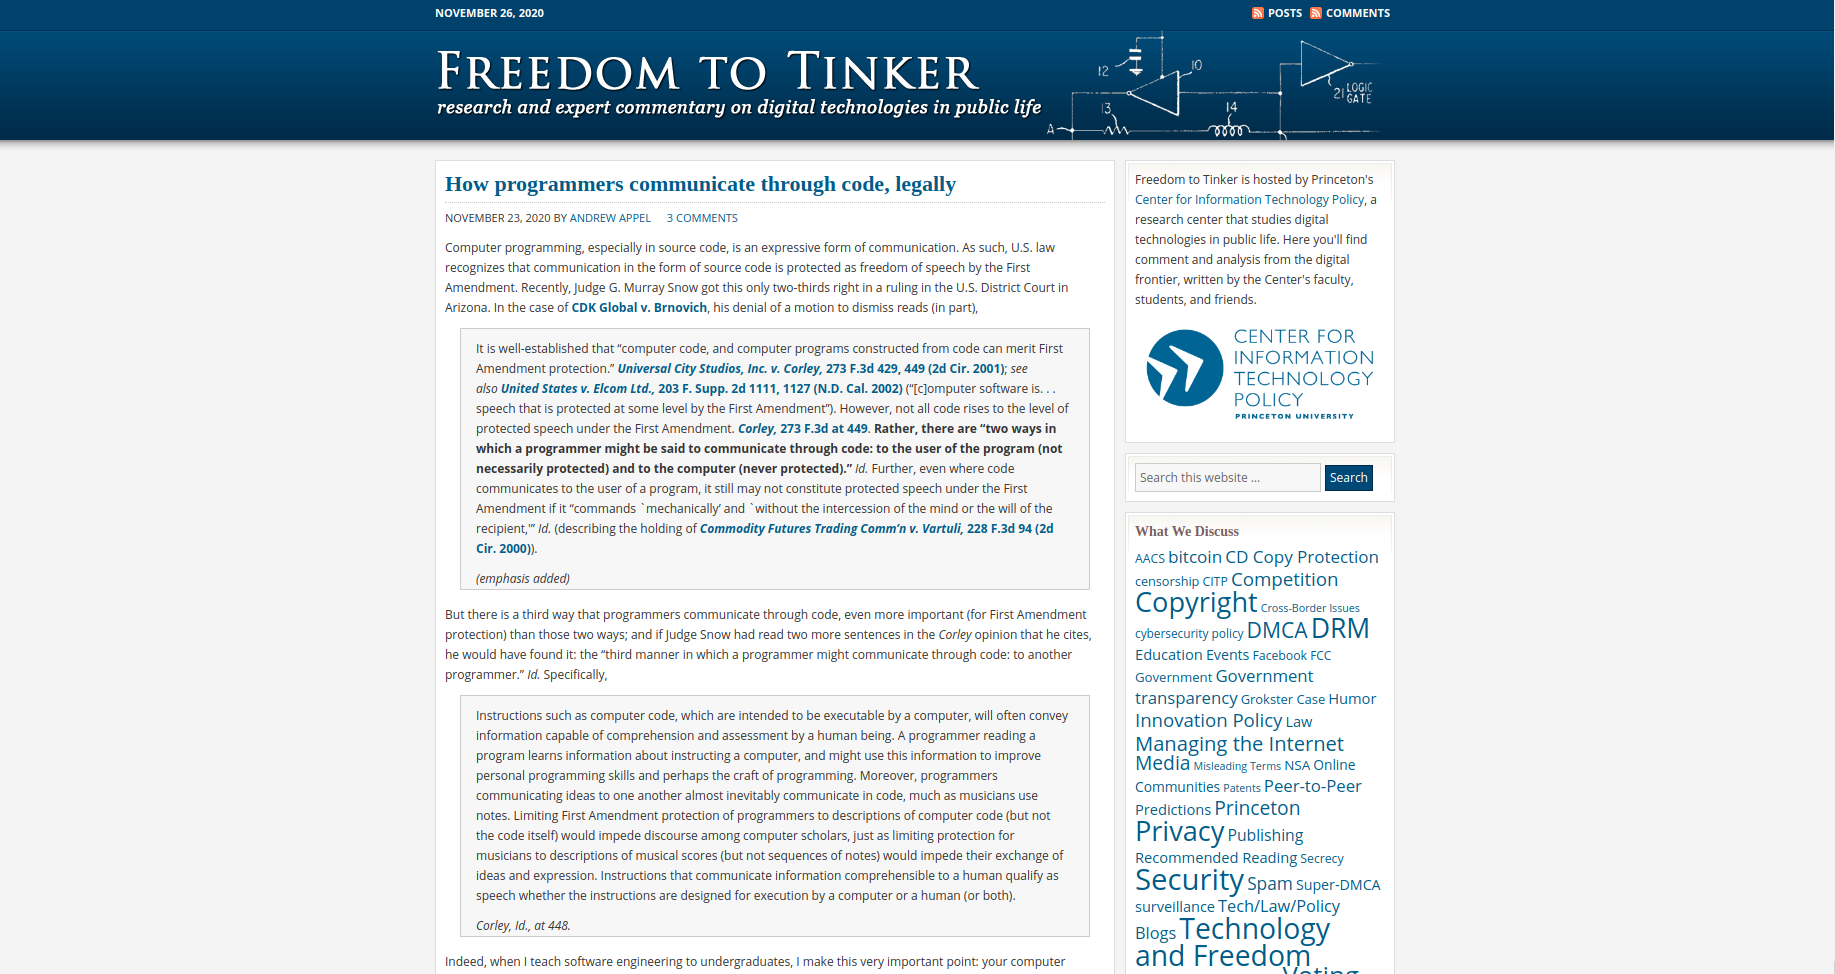 NOVEMBER 26, 2020
POSTS COMMENTS
FREEDOM TO TINKER
research and expert commentary on digital technologies in public life
12
10
13
14
21 LOGIC
GATE
A
How programmers communicate through code, legally
NOVEMBER 23, 2020 BY ANDREW APPEL 3 COMMENTS
Computer programming, especially in source code, is an expressive form of communication. As such, U.S. law
recognizes that communication in the form of source code is protected as freedom of speech by the First
Amendment. Recently, Judge G. Murray Snow got this only two-thirds right in a ruling in the U.S. District Court in
Arizona. In the case of CDK Global v. Brnovich, his denial of a motion to dismiss reads (in part),
It is well-established that “computer code, and computer programs constructed from code can merit First
Amendment protection.” Universal City Studios, Inc. v. Corley, 273 F.3d 429, 449 (2d Cir. 2001); see
also United States v. Elcom Ltd., 203 F. Supp. 2d 1111, 1127 (N.D. Cal. 2002) (“[c]omputer software is. . .
speech that is protected at some level by the First Amendment”). However, not all code rises to the level of
protected speech under the First Amendment. Corley, 273 F.3d at 449. Rather, there are “two ways in
which a programmer might be said to communicate through code: to the user of the program (not
necessarily protected) and to the computer (never protected).” Id. Further, even where code
communicates to the user of a program, it still may not constitute protected speech under the First
Amendment if it “commands `mechanically’ and `without the intercession of the mind or the will of the
recipient,'” Id. (describing the holding of Commodity Futures Trading Comm’n v. Vartuli, 228 F.3d 94 (2d
Cir. 2000)).
(emphasis added)
But there is a third way that programmers communicate through code, even more important (for First Amendment
protection) than those two ways; and if Judge Snow had read two more sentences in the Corley opinion that he cites,
he would have found it: the “third manner in which a programmer might communicate through code: to another
programmer.” Id. Specifically,
Instructions such as computer code, which are intended to be executable by a computer, will often convey
information capable of comprehension and assessment by a human being. A programmer reading a
program learns information about instructing a computer, and might use this information to improve
personal programming skills and perhaps the craft of programming. Moreover, programmers
communicating ideas to one another almost inevitably communicate in code, much as musicians use
notes. Limiting First Amendment protection of programmers to descriptions of computer code (but not
the code itself) would impede discourse among computer scholars, just as limiting protection for
musicians to descriptions of musical scores (but not sequences of notes) would impede their exchange of
ideas and expression. Instructions that communicate information comprehensible to a human qualify as
speech whether the instructions are designed for execution by a computer or a human (or both).
Corley, Id., at 448.
Indeed, when I teach software engineering to undergraduates, I make this very important point: your computer
Freedom to Tinker is hosted by Princeton's
Center for Information Technology Policy, a
research center that studies digital
technologies in public life. Here you'll find
comment and analysis from the digital
frontier, written by the Center's faculty,
students, and friends.
CENTER FOR
INFORMATION
TECHNOLOGY
POLICY
PRINCETON UNIVERSITY
Search this website ... Search
What We Discuss
AACS bitcoin CD Copy Protection
censorship CITP Competition
Copyright Cross-Border Issues
cybersecurity policy DMCA DRM
Education Events Facebook FCC
Government Government
transparency Grokster Case Humor
Innovation Policy Law
Managing the Internet
Media Misleading Terms NSA Online
Communities Patents Peer-to-Peer
Predictions Princeton
Privacy Publishing
Recommended Reading Secrecy
Security Spam Super-DMCA
surveillance Tech/Law/Policy
Blogs Technology
and Freedom
Voting